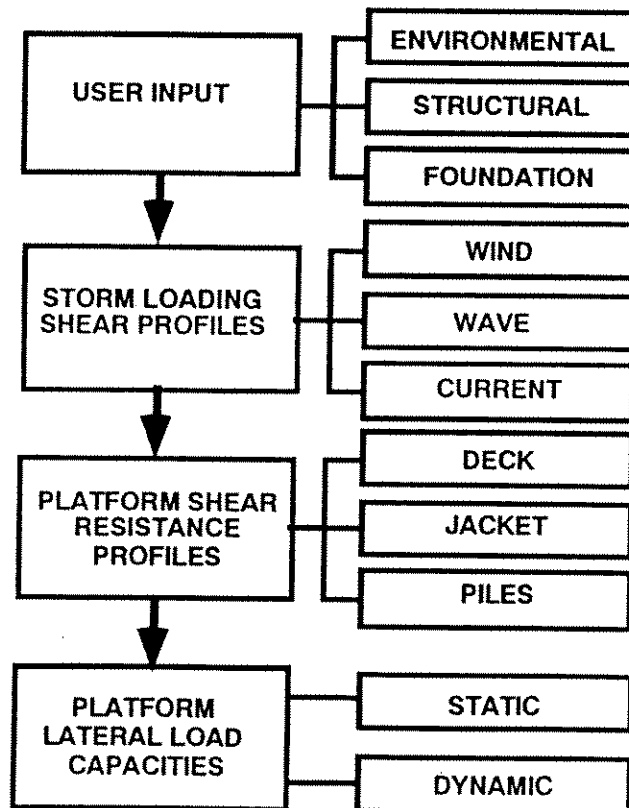 USER INPUT
ENVIRONMENTAL
STRUCTURAL
FOUNDATION
STORM LOADING
SHEAR PROFILES
WIND
WAVE
CURRENT
PLATFORM SHEAR
RESISTANCE
PROFILES
DECK
JACKET
PILES
PLATFORM
LATERAL LOAD
CAPACITIES
STATIC
DYNAMIC